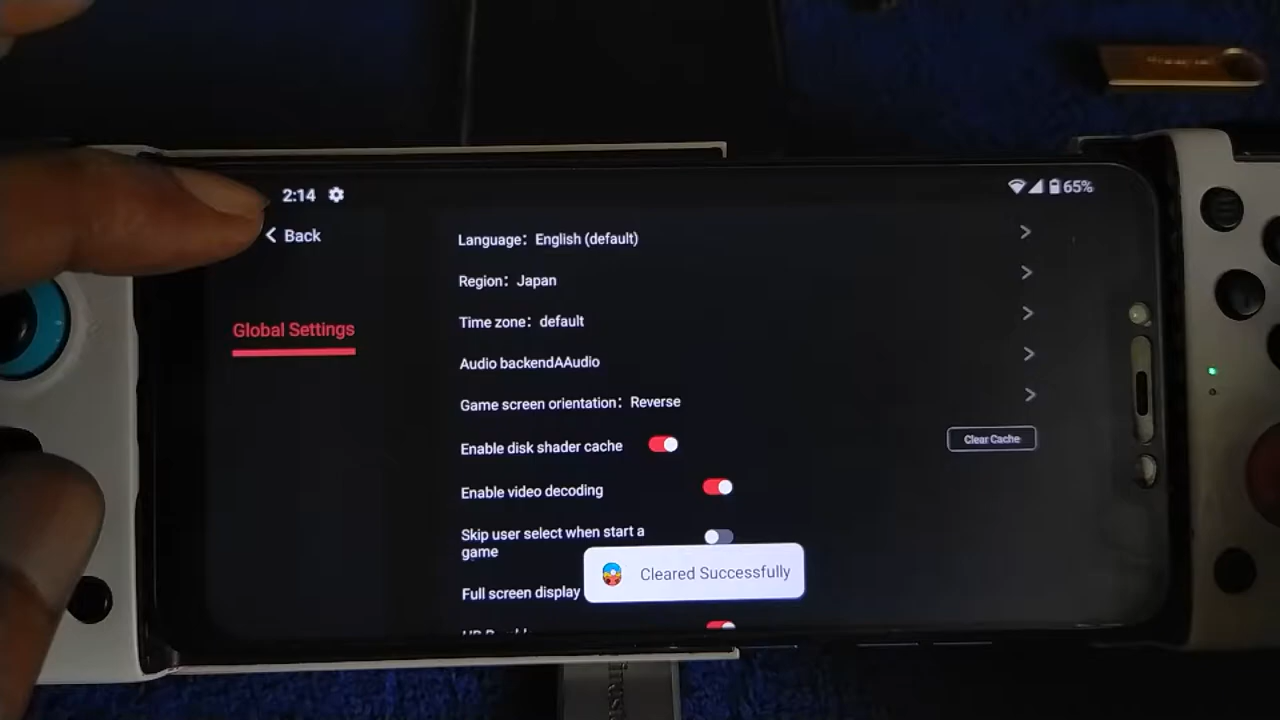 2:14
65%
Back
Language: English (default)
Region: Japan
Global Settings
Time zone: default
Audio backendAAudio
Game screen orientation: Reverse
Enable disk shader cache
Clear Cache
Enable video decoding
Skip user select when start a
game
Cleared Successfully
Full screen display